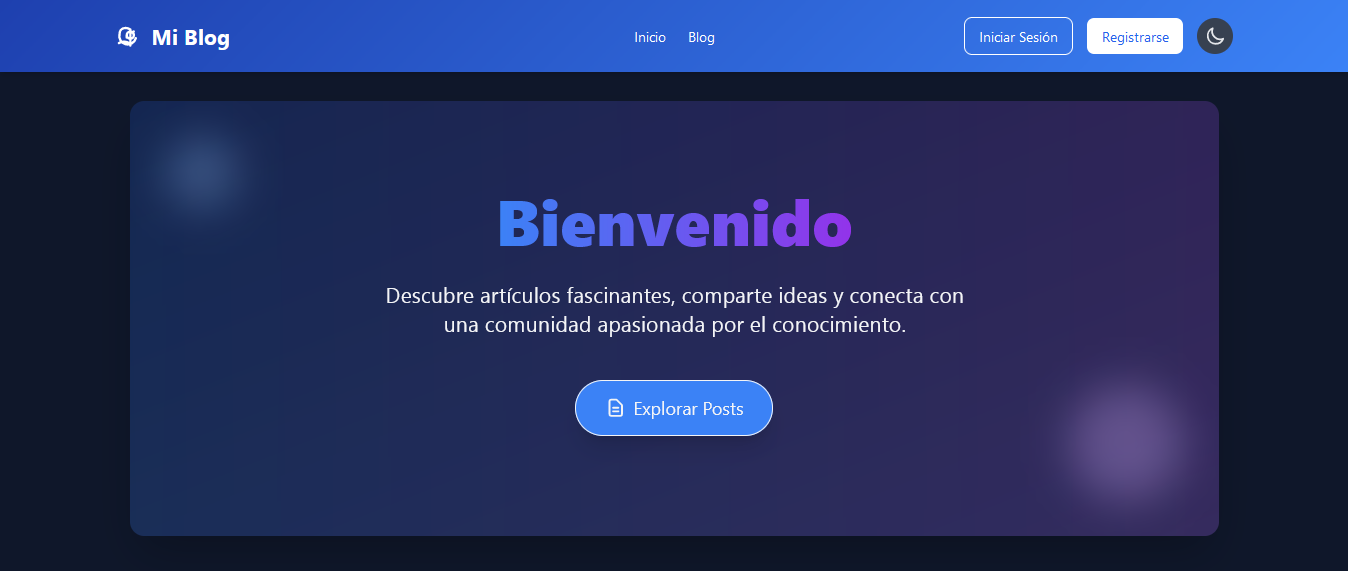 Mi Blog
Inicio
Blog
Iniciar Sesión
Registrarse
Bienvenido
Descubre artículos fascinantes, comparte ideas y conecta con
una comunidad apasionada por el conocimiento.
Explorar Posts